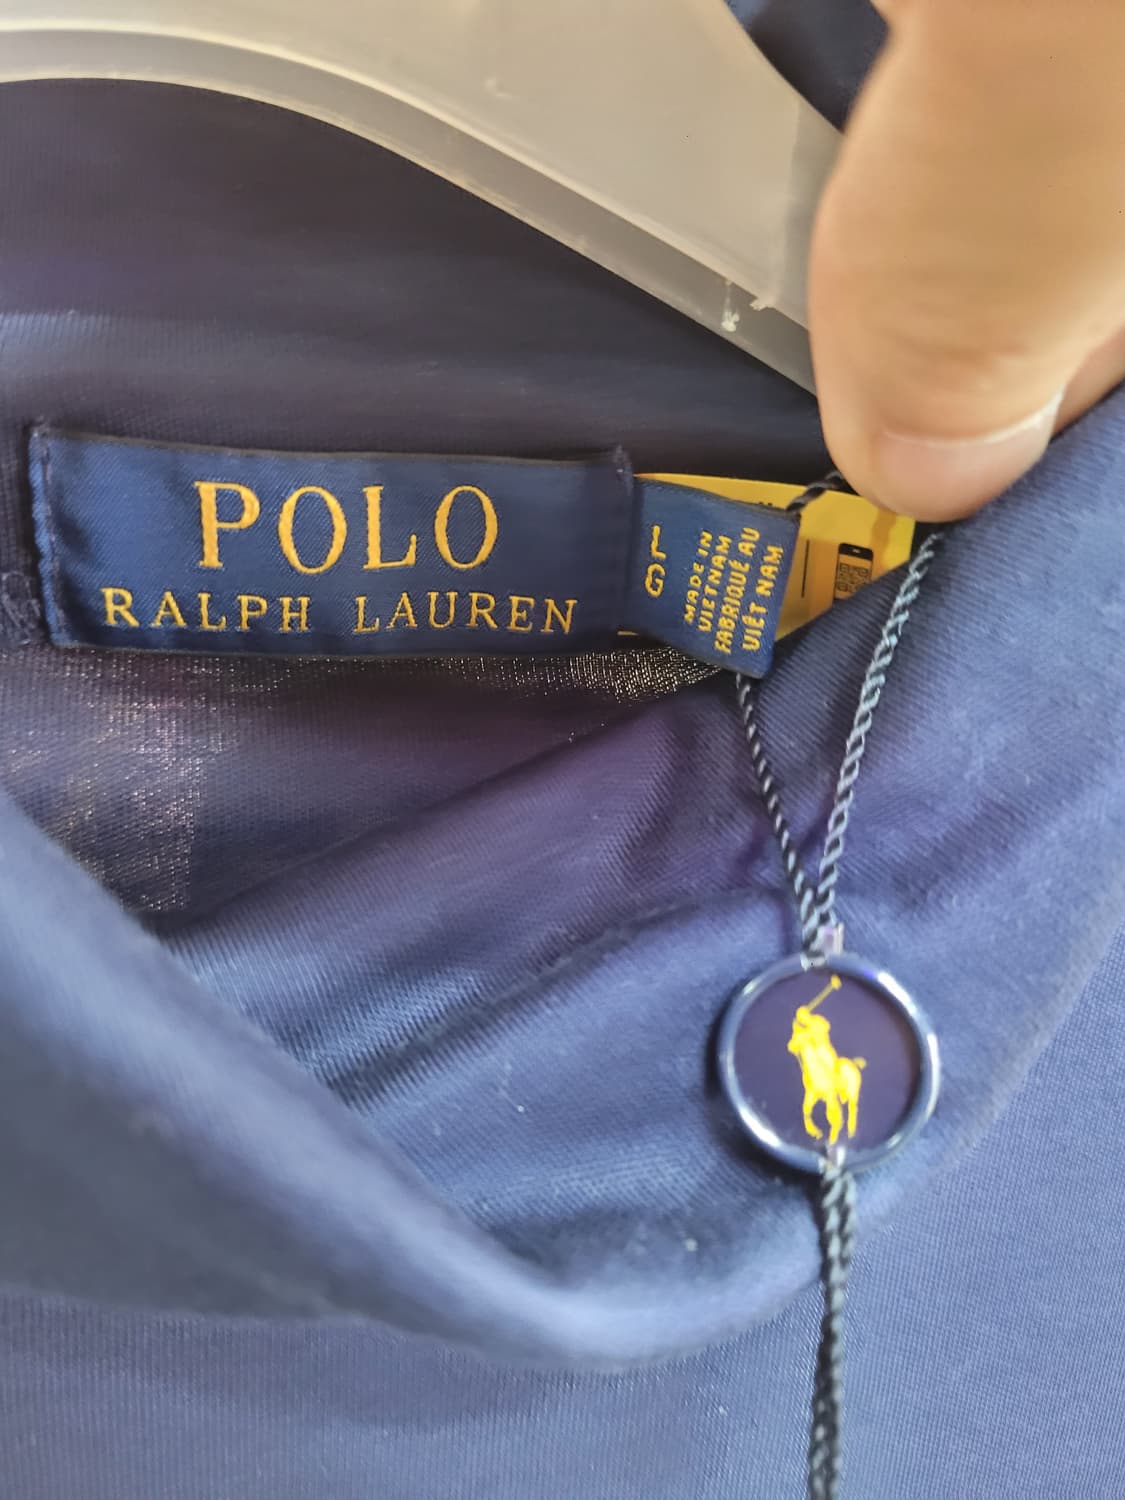 POLO
RALPH LAUREN
G L
MADE IN
VIETNAM
FABRIQUÉ AU
VIÊT NAM